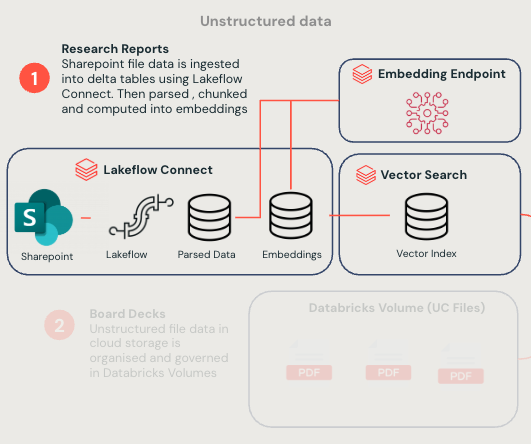 Unstructured data
1
Research Reports
Sharepoint file data is ingested
into delta tables using Lakeflow
Connect. Then parsed , chunked
and computed into embeddings
Embedding Endpoint
Lakeflow Connect
S
Sharepoint
Lakeflow
Parsed Data
Embeddings
Vector Search
Vector Index
2
Board Decks
Unstructured file data in
cloud storage is
organised and governed
in Databricks Volumes
Databricks Volume (UC Files)
PDF
PDF
PDF